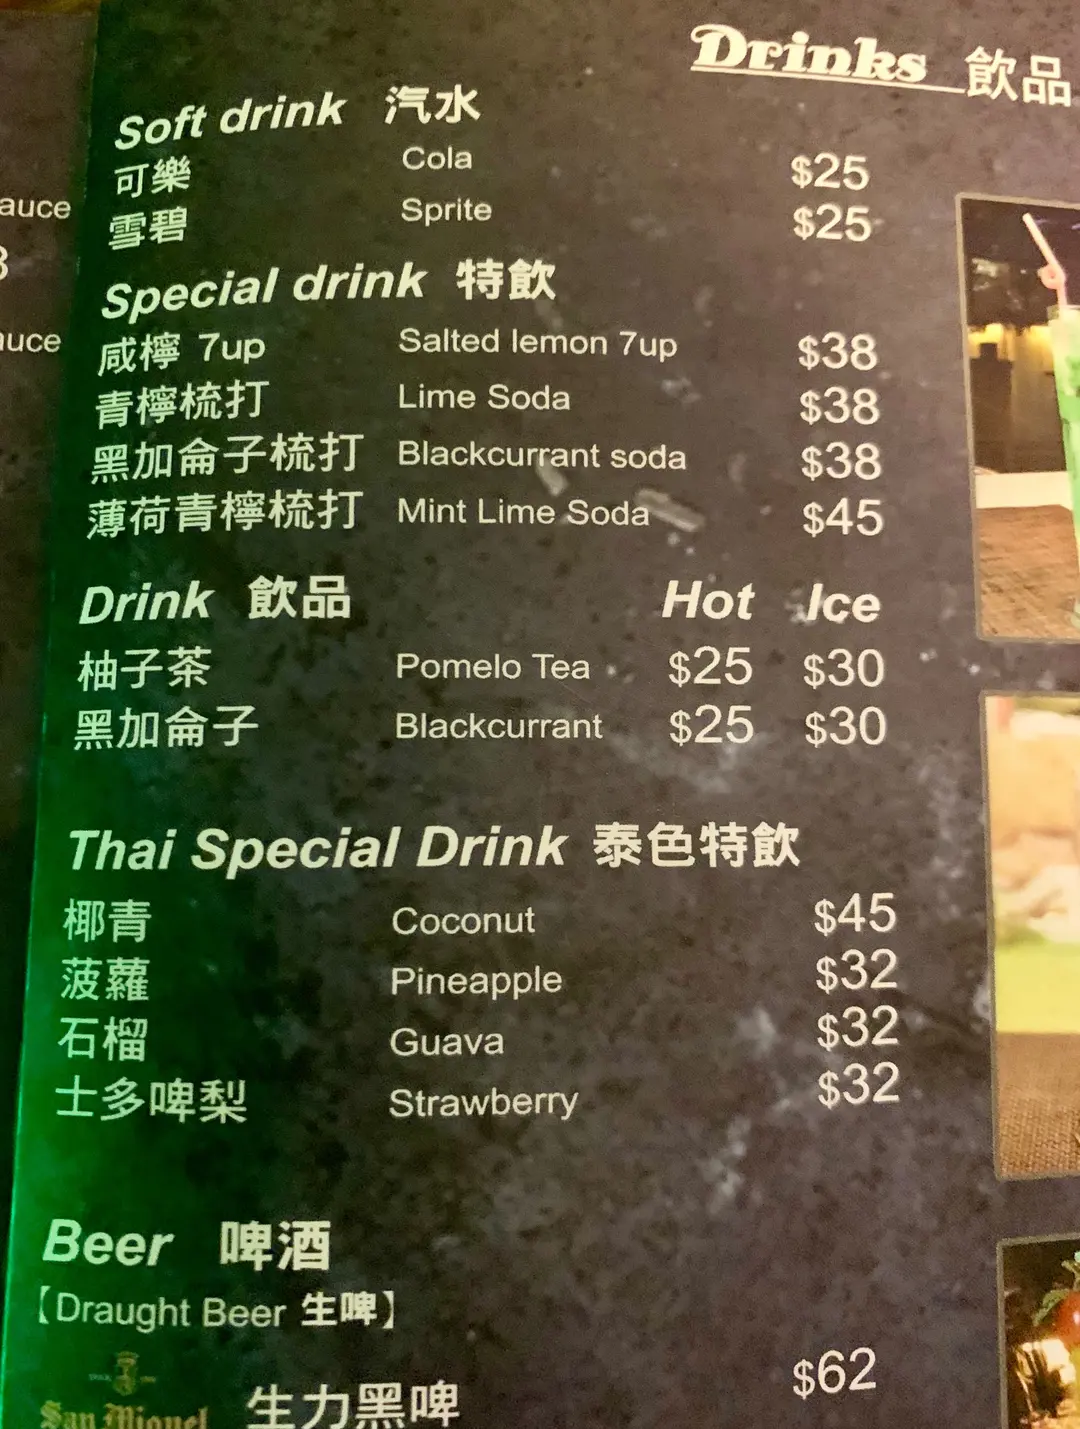 Drinks 飲品
Soft drink 汽水
可樂 Cola $25
雪碧 Sprite $25
Special drink 特飲
咸檸 7up Salted lemon 7up $38
青檸梳打 Lime Soda $38
黑加侖子梳打 Blackcurrant soda $38
薄荷青檸梳打 Mint Lime Soda $45
Drink 飲品 Hot Ice
柚子茶 Pomelo Tea $25 $30
黑加侖子 Blackcurrant $25 $30
Thai Special Drink 泰色特飲
椰青 Coconut $45
菠蘿 Pineapple $32
石榴 Guava $32
士多啤梨 Strawberry $32
Beer 啤酒
【Draught Beer 生啤】
San Miguel 生力黑啤 $62